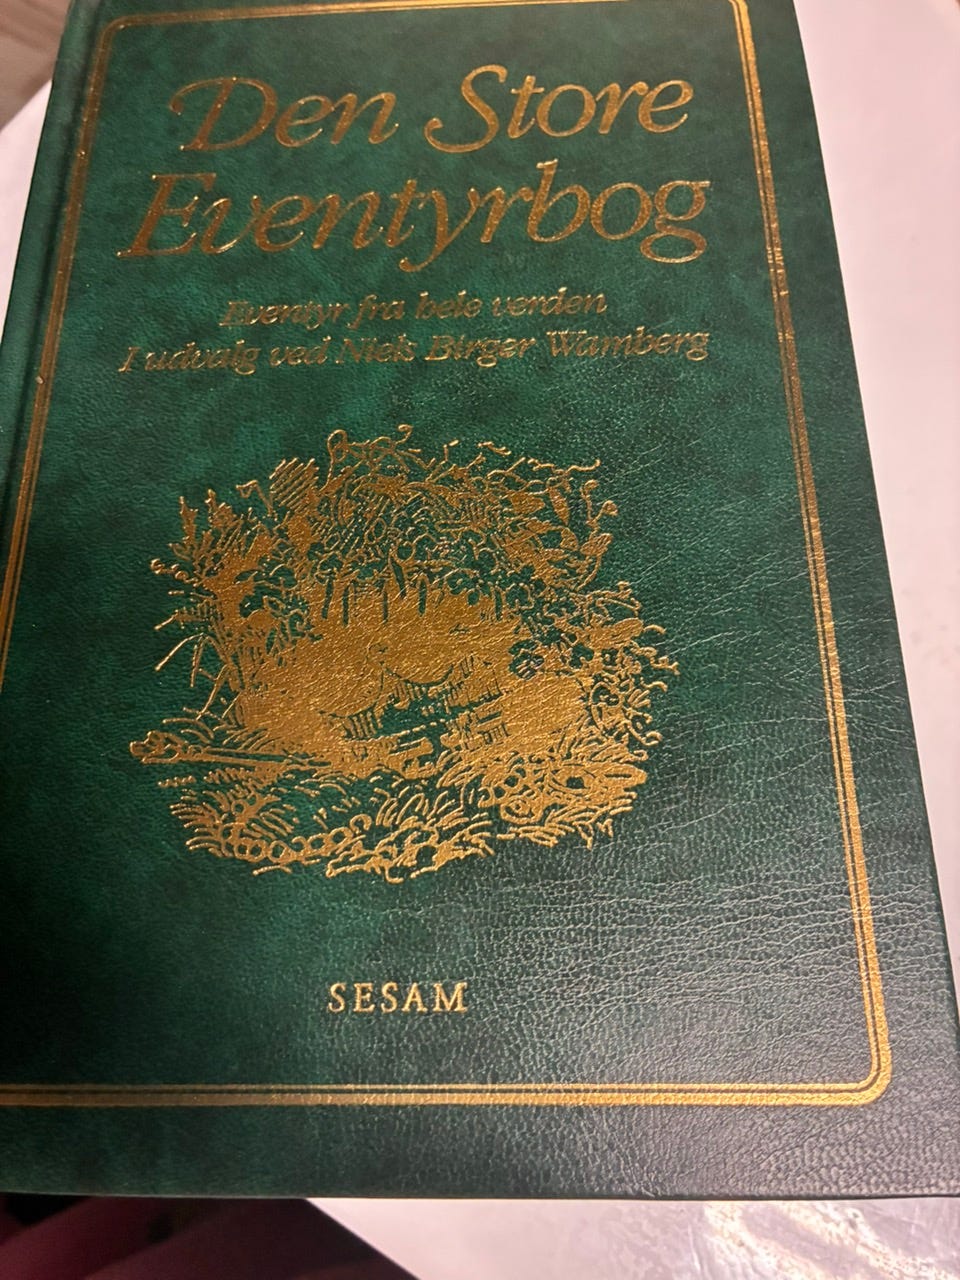 Den Store
Eventyrbog
Eventyr fra hele verden
I udvalg ved Niels Birger Wamberg
SESAM